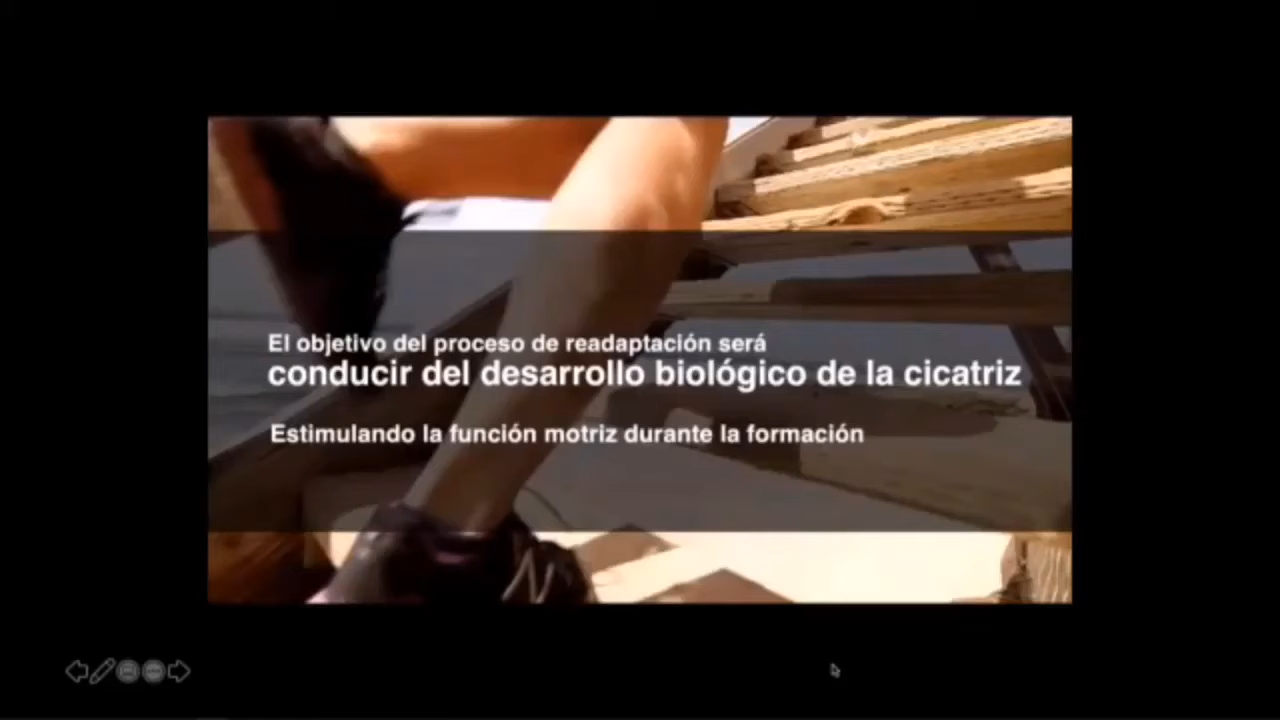 El objetivo del proceso de readaptación será
conducir del desarrollo biológico de la cicatriz
Estimulando la función motriz durante la formación